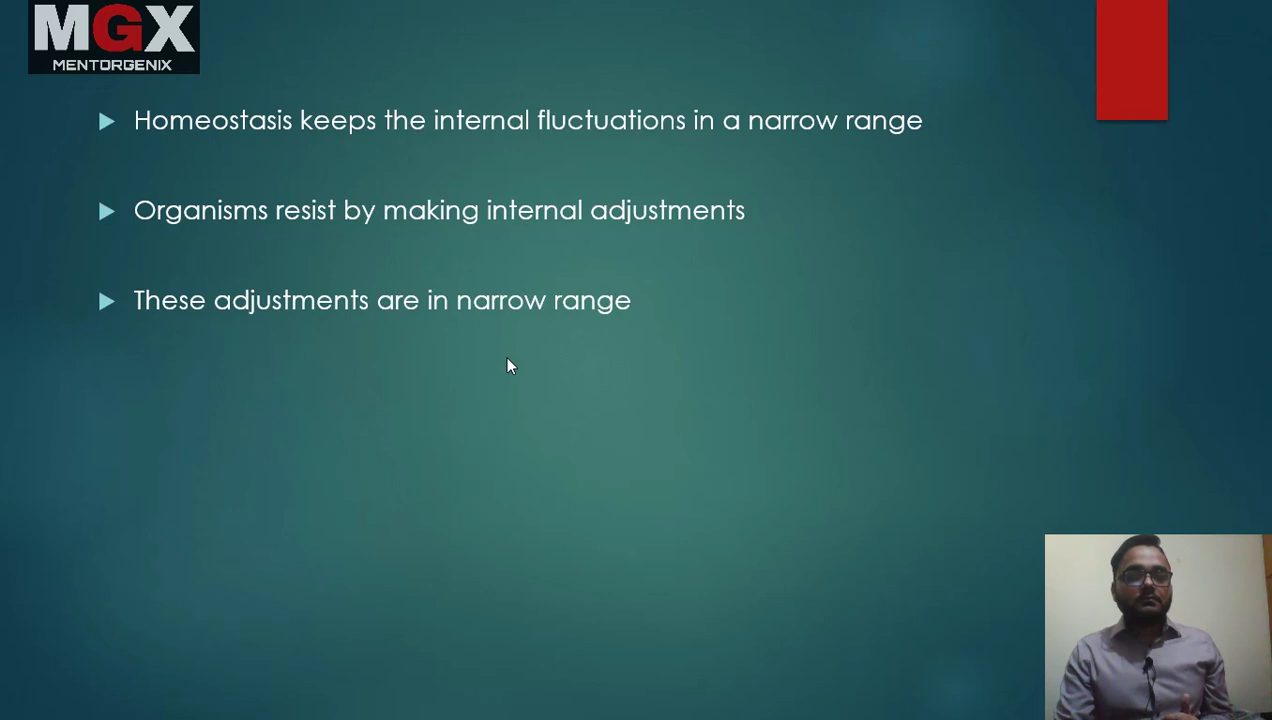 MGX
MENTORGENIX
Homeostasis keeps the internal fluctuations in a narrow range
Organisms resist by making internal adjustments
These adjustments are in narrow range